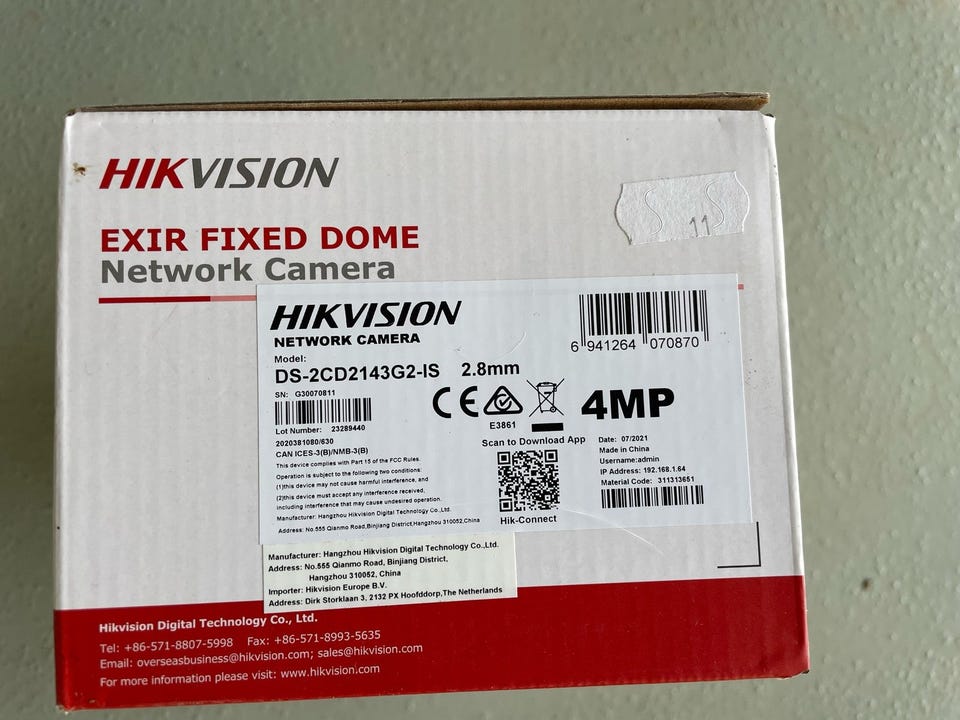 HIKVISION
EXIR FIXED DOME
Network Camera
S 11 S
HIKVISION
NETWORK CAMERA
Model:
DS-2CD2143G2-IS 2.8mm
SN: G30070811
Lot Number: 23289440
2020381080/630
CAN ICES-3(B)/NMB-3(B)
This device complies with Part 15 of the FCC Rules.
Operation is subject to the following two conditions:
(1)this device may not cause harmful interference, and
(2)this device must accept any interference received,
including interference that may cause undesired operation.
Manufacturer: Hangzhou Hikvision Digital Technology Co.,Ltd.
Address: No.555 Qianmo Road,Binjiang District,Hangzhou 310052,China
6 941264 070870
CE
E3861
4MP
Scan to Download App
Hik-Connect
Date: 07/2021
Made in China
Username:admin
IP Address: 192.168.1.64
Material Code: 311313651
Manufacturer: Hangzhou Hikvision Digital Technology Co.,Ltd.
Address: No.555 Qianmo Road, Binjiang District,
Hangzhou 310052, China
Importer: Hikvision Europe B.V.
Address: Dirk Storklaan 3, 2132 PX Hoofddorp,The Netherlands
Hikvision Digital Technology Co., Ltd.
Tel: +86-571-8807-5998 Fax: +86-571-8993-5635
Email: overseasbusiness@hikvision.com; sales@hikvision.com
For more information please visit: www.hikvision.com